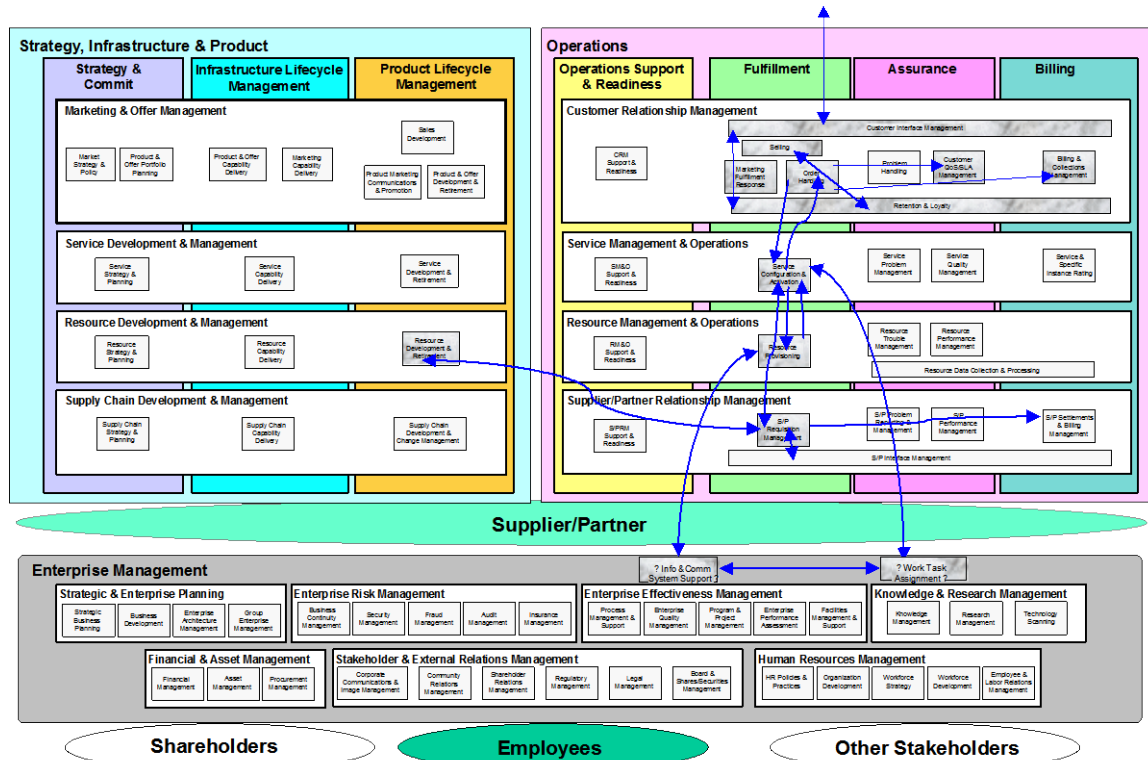 Strategy, Infrastructure & Product
Operations
Strategy &
Commit
Infrastructure Lifecycle
Management
Product Lifecycle
Management
Operations Support
& Readiness
Fulfillment
Assurance
Billing
Marketing & Offer Management
Market
Strategy &
Policy
Product &
Offer Portfolio
Planning
Product & Offer
Capability
Delivery
Marketing
Capability
Delivery
Sales
Development
Product Marketing
Communications
& Promotion
Product & Offer
Development &
Retirement
Customer Relationship Management
Customer Interface Management
Selling
CRM
Support &
Readiness
Marketing
Fulfillment
Response
Order
Handling
Problem
Handling
Customer
QoS/SLA
Management
Billing &
Collections
Management
Retention & Loyalty
Service Development & Management
Service
Strategy &
Planning
Service
Capability
Delivery
Service
Development &
Retirement
Service Management & Operations
SM&O
Support &
Readiness
Service
Configuration &
Activation
Service
Problem
Management
Service
Quality
Management
Service &
Specific
Instance Rating
Resource Development & Management
Resource
Strategy &
Planning
Resource
Capability
Delivery
Resource
Development &
Retirement
Resource Management & Operations
RM&O
Support &
Readiness
Resource
Provisioning
Resource
Trouble
Management
Resource
Performance
Management
Resource Data Collection & Processing
Supply Chain Development & Management
Supply Chain
Strategy &
Planning
Supply Chain
Capability
Delivery
Supply Chain
Development &
Change Management
Supplier/Partner Relationship Management
S/PRM
Support &
Readiness
S/P
Requisition
Management
S/P Problem
Reporting &
Management
S/P
Performance
Management
S/P Settlements
& Billing
Management
S/P Interface Management
Supplier/Partner
Enterprise Management
? Info & Comm
System Support ?
? Work Task
Assignment ?
Strategic & Enterprise Planning
Strategic
Business
Planning
Business
Development
Enterprise
Architecture
Management
Group
Enterprise
Management
Enterprise Risk Management
Business
Continuity
Management
Security
Management
Fraud
Management
Audit
Management
Insurance
Management
Enterprise Effectiveness Management
Process
Management &
Support
Enterprise
Quality
Management
Program &
Project
Management
Enterprise
Performance
Assessment
Facilities
Management &
Support
Knowledge & Research Management
Knowledge
Management
Research
Management
Technology
Scanning
Financial & Asset Management
Financial
Management
Asset
Management
Procurement
Management
Stakeholder & External Relations Management
Corporate
Communications &
Image Management
Community
Relations
Management
Shareholder
Relations
Management
Regulatory
Management
Legal
Management
Board &
Shares/Securities
Management
Human Resources Management
HR Policies &
Practices
Organization
Development
Workforce
Strategy
Workforce
Development
Employee &
Labor Relations
Management
Shareholders
Employees
Other Stakeholders